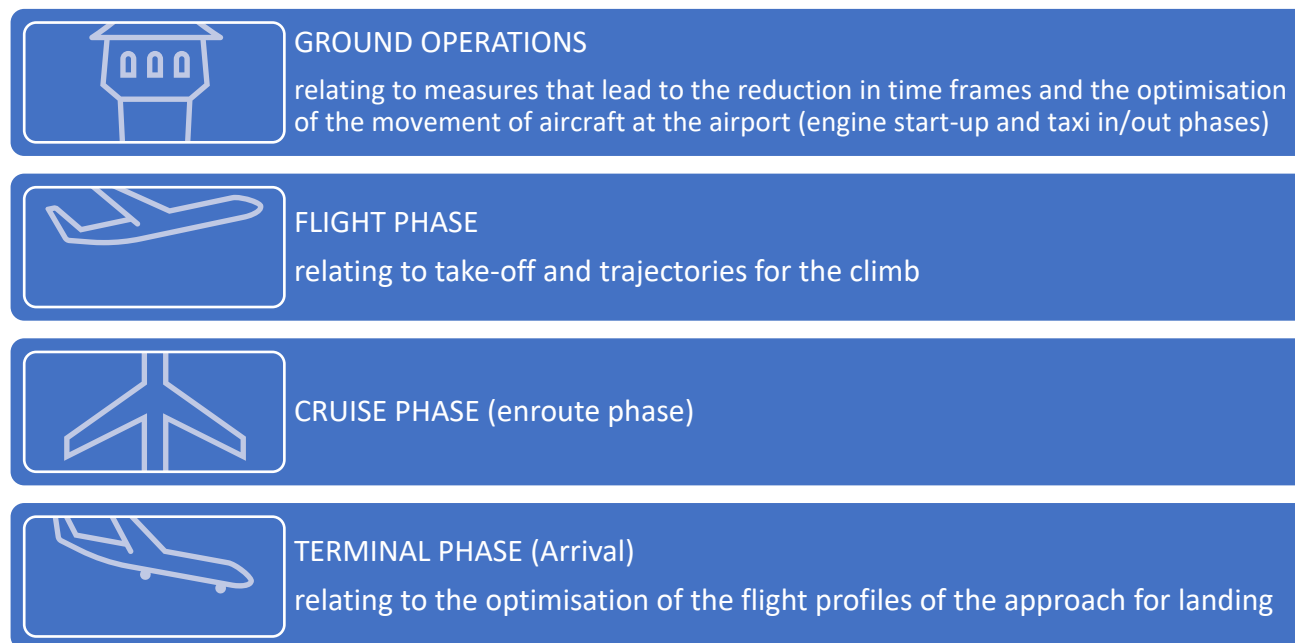 GROUND OPERATIONS
relating to measures that lead to the reduction in time frames and the optimisation
of the movement of aircraft at the airport (engine start-up and taxi in/out phases)
FLIGHT PHASE
relating to take-off and trajectories for the climb
CRUISE PHASE (enroute phase)
TERMINAL PHASE (Arrival)
relating to the optimisation of the flight profiles of the approach for landing